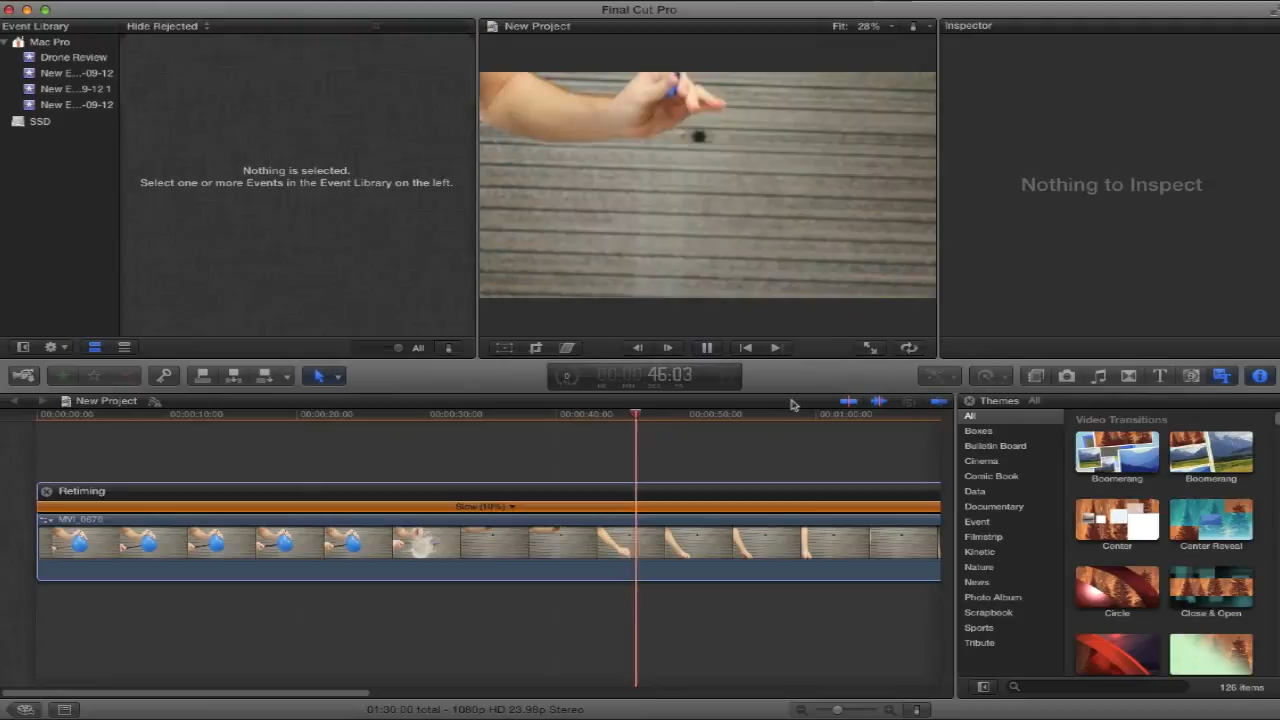 Final Cut Pro
Event Library
Hide Rejected
New Project
Fit: 28%
Inspector
Mac Pro
Drone Review
New E...-09-12
New E...9-12 1
New E...-09-12
SSD
Nothing is selected.
Select one or more Events in the Event Library on the left.
Nothing to Inspect
All
46:03
New Project
Themes All
00:00:00:00
00:00:10:00
00:00:20:00
00:00:30:00
00:00:40:00
00:00:50:00
00:01:00:00
Retiming
Slow (10%)
MVI_0670
All
Boxes
Bulletin Board
Cinema
Comic Book
Data
Documentary
Event
Filmstrip
Kinetic
Nature
News
Photo Album
Scrapbook
Sports
Tribute
Video Transitions
Boomerang
Boomerang
Center
Center Reveal
Circle
Close & Open
01:30:00 total - 1080p HD 23.98p Stereo
126 items